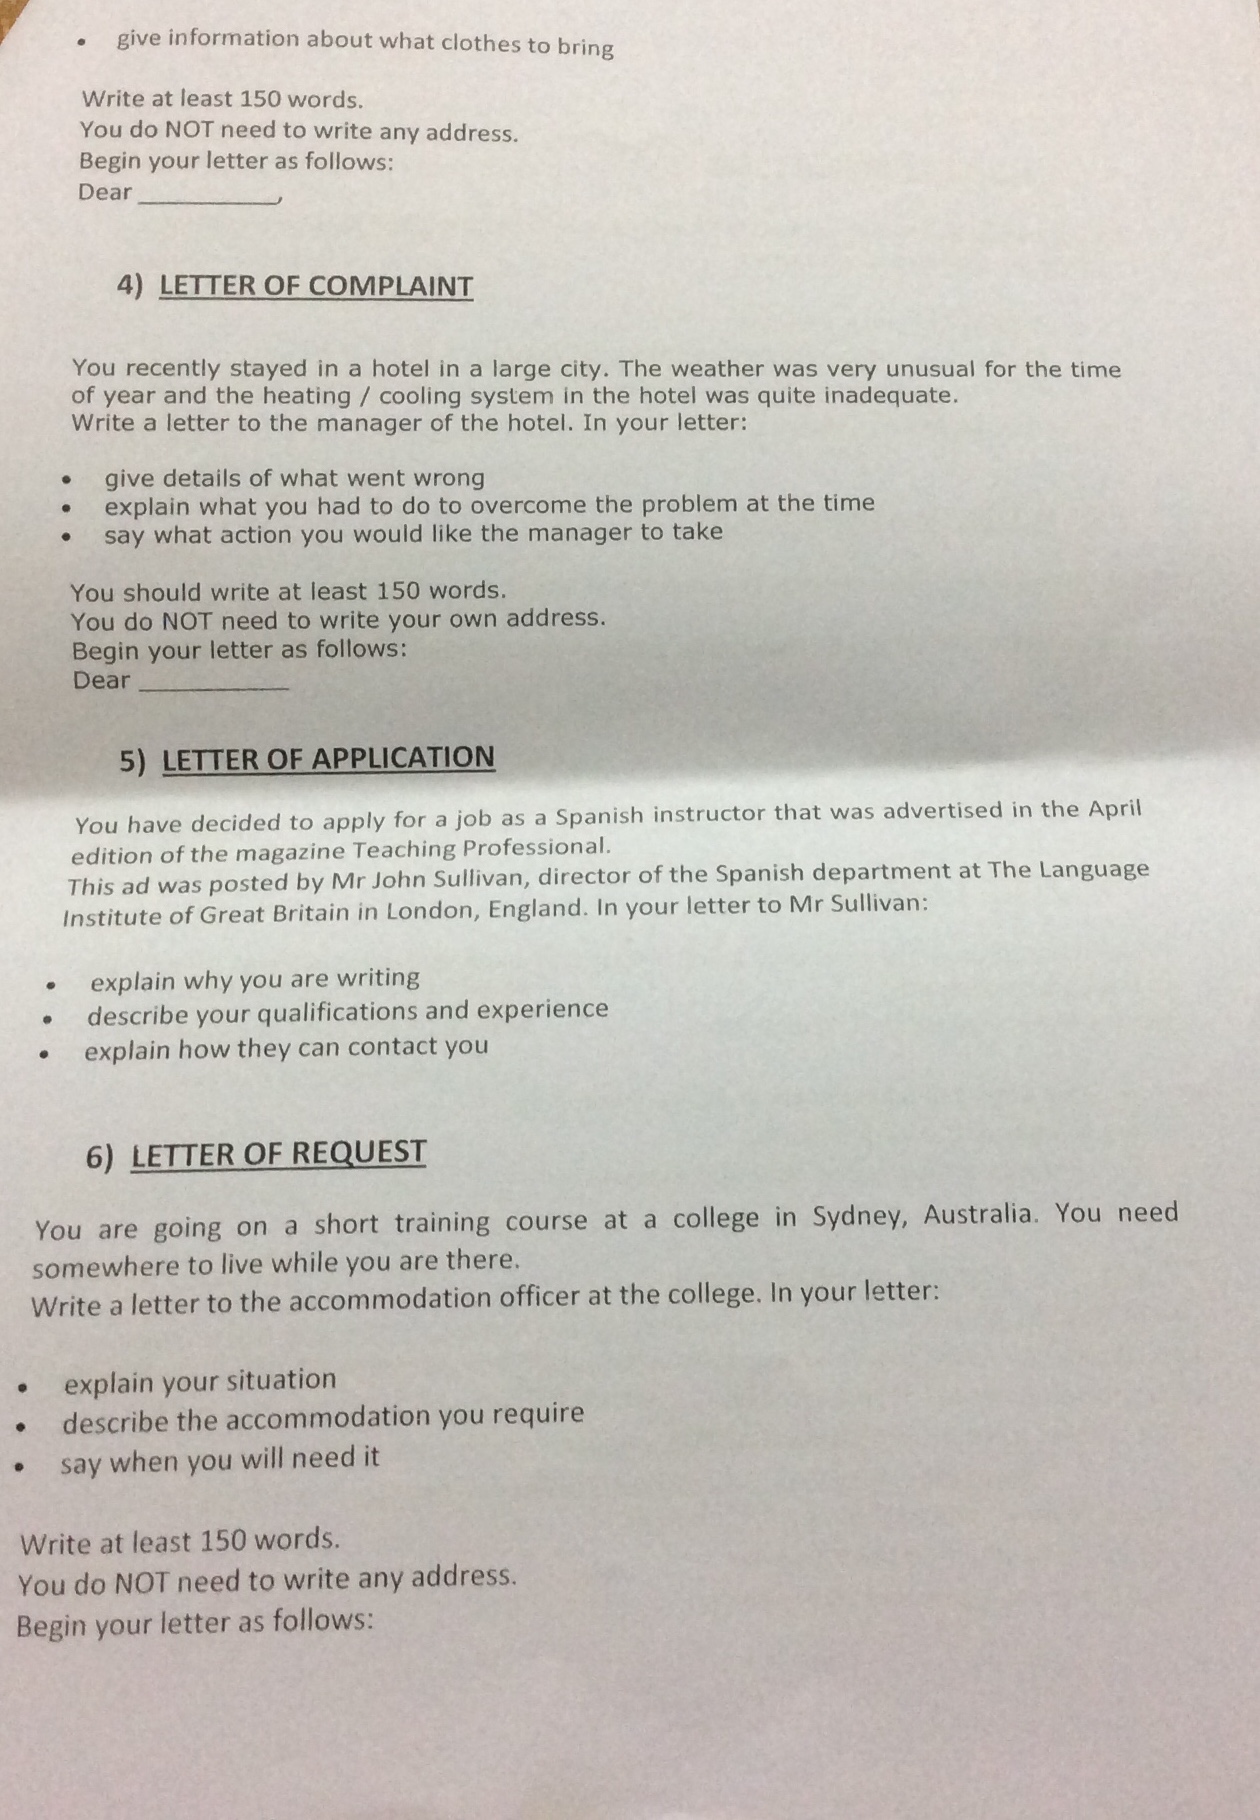 • give information about what clothes to bring
Write at least 150 words.
You do NOT need to write any address.
Begin your letter as follows:
Dear __________,
4) LETTER OF COMPLAINT
You recently stayed in a hotel in a large city. The weather was very unusual for the time
of year and the heating / cooling system in the hotel was quite inadequate.
Write a letter to the manager of the hotel. In your letter:
• give details of what went wrong
• explain what you had to do to overcome the problem at the time
• say what action you would like the manager to take
You should write at least 150 words.
You do NOT need to write your own address.
Begin your letter as follows:
Dear __________
5) LETTER OF APPLICATION
You have decided to apply for a job as a Spanish instructor that was advertised in the April
edition of the magazine Teaching Professional.
This ad was posted by Mr John Sullivan, director of the Spanish department at The Language
Institute of Great Britain in London, England. In your letter to Mr Sullivan:
• explain why you are writing
• describe your qualifications and experience
• explain how they can contact you
6) LETTER OF REQUEST
You are going on a short training course at a college in Sydney, Australia. You need
somewhere to live while you are there.
Write a letter to the accommodation officer at the college. In your letter:
• explain your situation
• describe the accommodation you require
• say when you will need it
Write at least 150 words.
You do NOT need to write any address.
Begin your letter as follows: